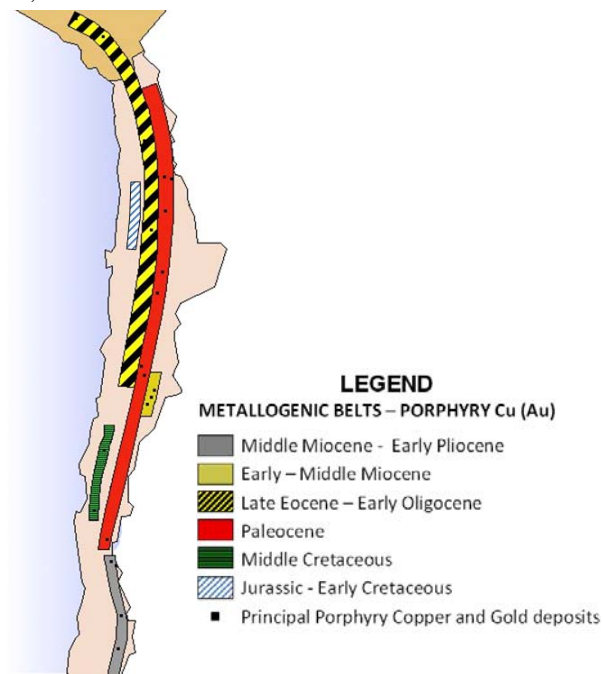 LEGEND
METALLOGENIC BELTS – PORPHYRY Cu (Au)
Middle Miocene - Early Pliocene
Early – Middle Miocene
Late Eocene – Early Oligocene
Paleocene
Middle Cretaceous
Jurassic - Early Cretaceous
Principal Porphyry Copper and Gold deposits